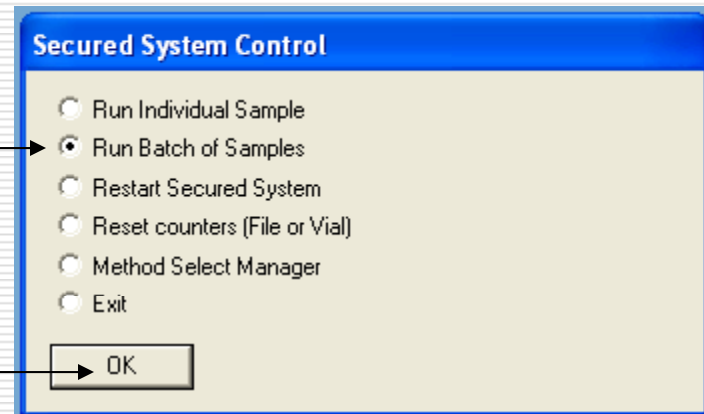 Secured System Control
Run Individual Sample
Run Batch of Samples
Restart Secured System
Reset counters (File or Vial)
Method Select Manager
Exit
OK